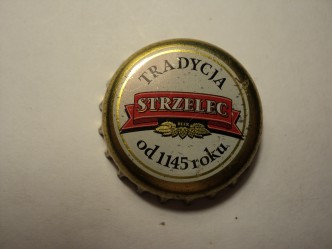 TRADYCJA
STRZELEC
od 1145 roku